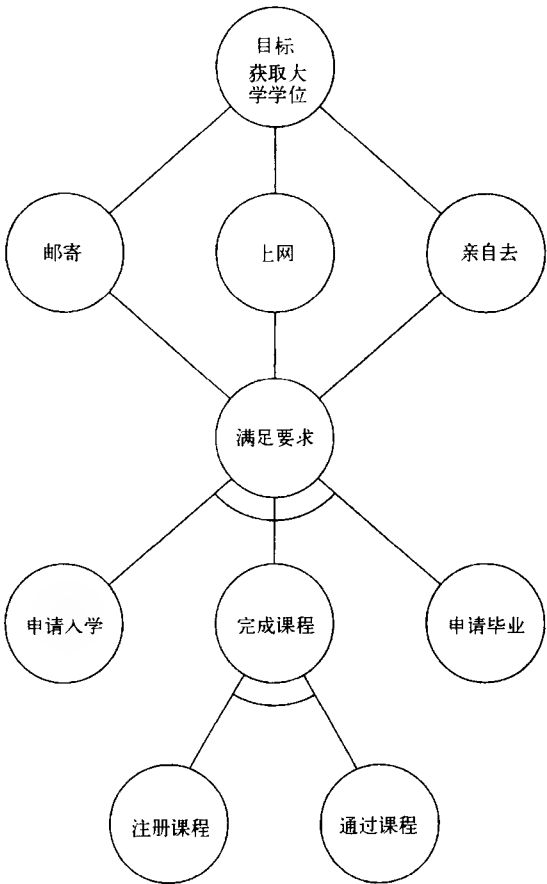 目标
获取大
学学位
邮寄
上网
亲自去
满足要求
申请入学
完成课程
申请毕业
注册课程
通过课程